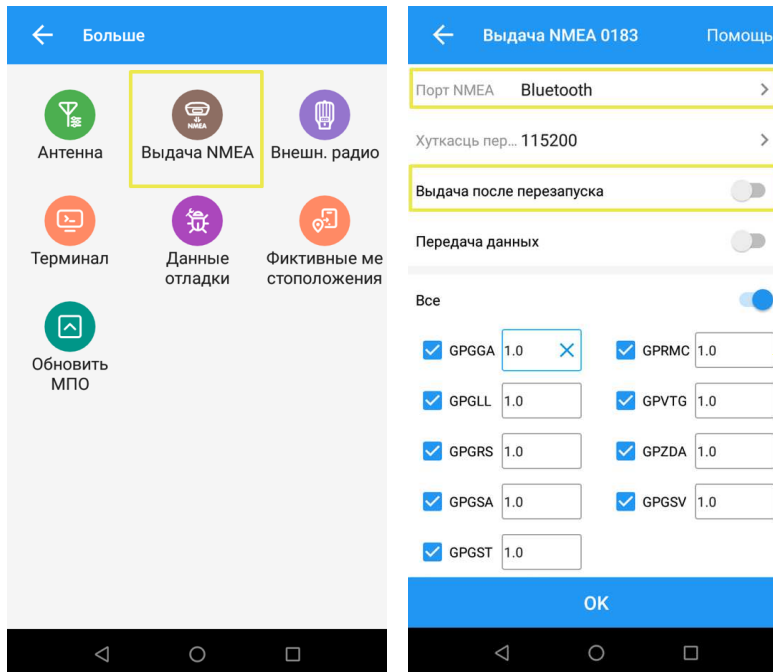 Больше
NMEA
Антенна
Выдача NMEA
Внешн. радио
Терминал
Данные
отладки
Фиктивные ме
стоположения
Обновить
МПО
Выдача NMEA 0183
Помощь
Порт NMEA Bluetooth
Хуткасць пер... 115200
Выдача после перезапуска
Передача данных
Все
GPGGA 1.0 GPRMC 1.0
GPGLL 1.0 GPVTG 1.0
GPGRS 1.0 GPZDA 1.0
GPGSA 1.0 GPGSV 1.0
GPGST 1.0
OK